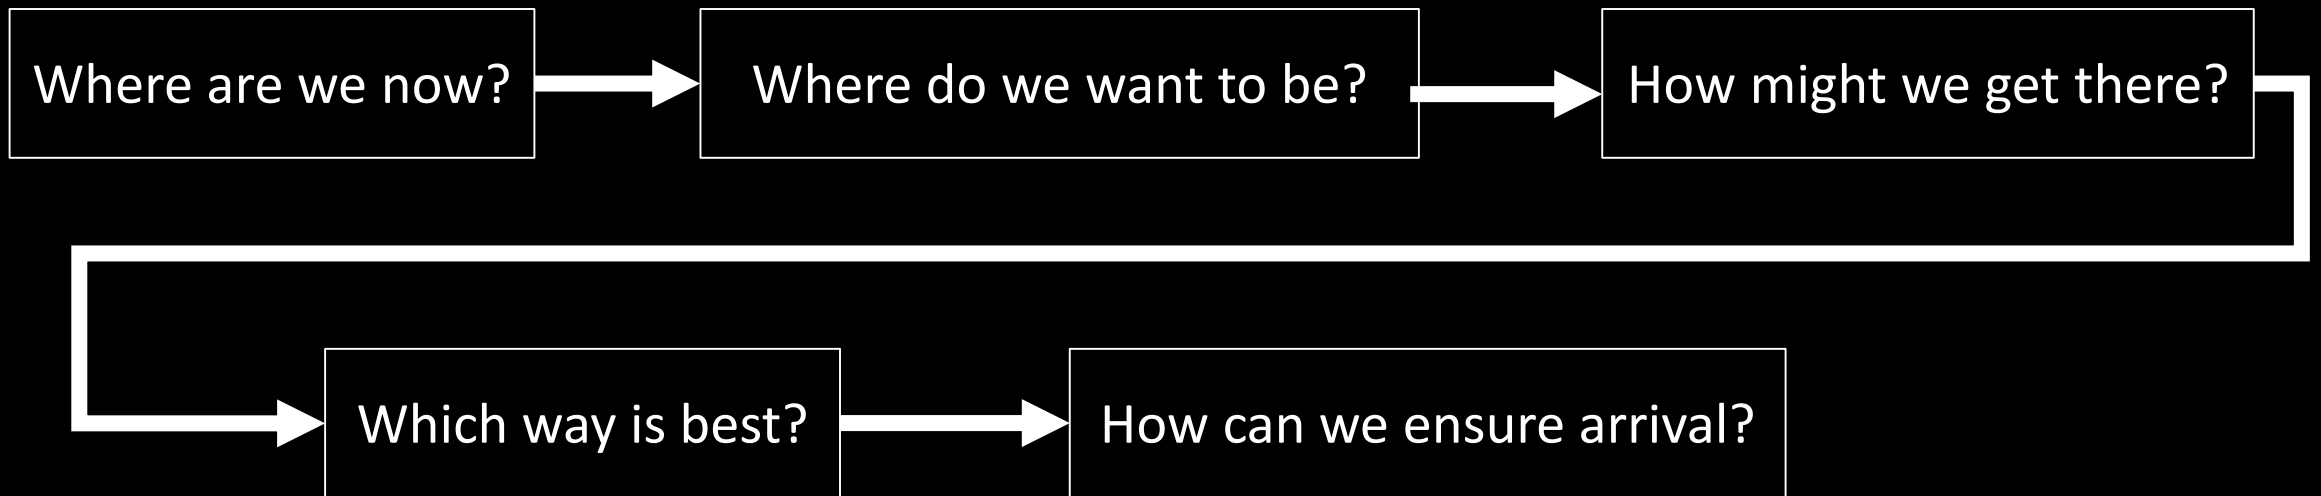 Where are we now?
Where do we want to be?
How might we get there?
Which way is best?
How can we ensure arrival?